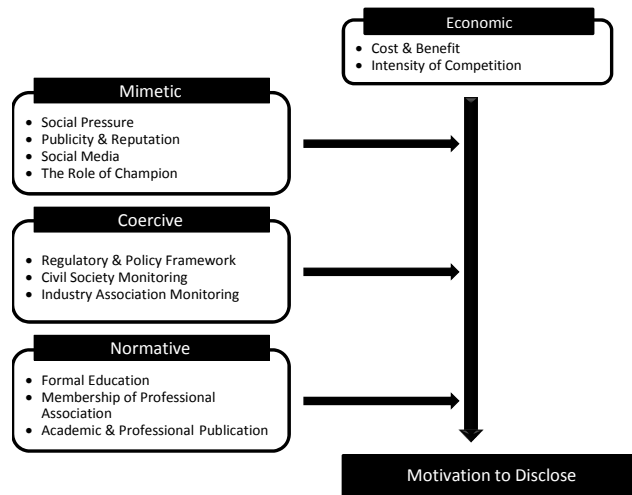 Economic
• Cost & Benefit
• Intensity of Competition
Mimetic
• Social Pressure
• Publicity & Reputation
• Social Media
• The Role of Champion
Coercive
• Regulatory & Policy Framework
• Civil Society Monitoring
• Industry Association Monitoring
Normative
• Formal Education
• Membership of Professional
Association
• Academic & Professional Publication
Motivation to Disclose